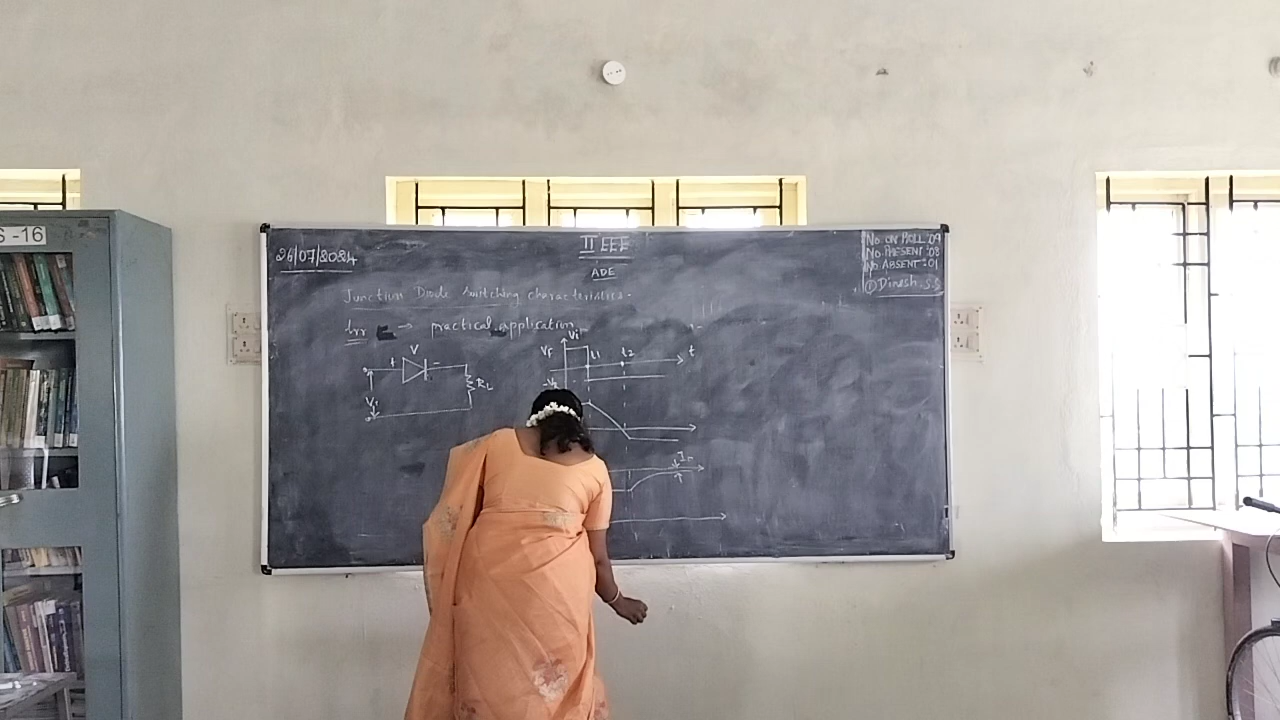 S-16
26/07/2024
II EEE
ADE
No. ON ROLL: 09
No. PRESENT: 08
No. ABSENT: 01
① Dinesh. S.S
Junction Diode Switching characteristics.
trr → practical application
+ V -
RL
Vi
Vi
VF
t1
t2
t